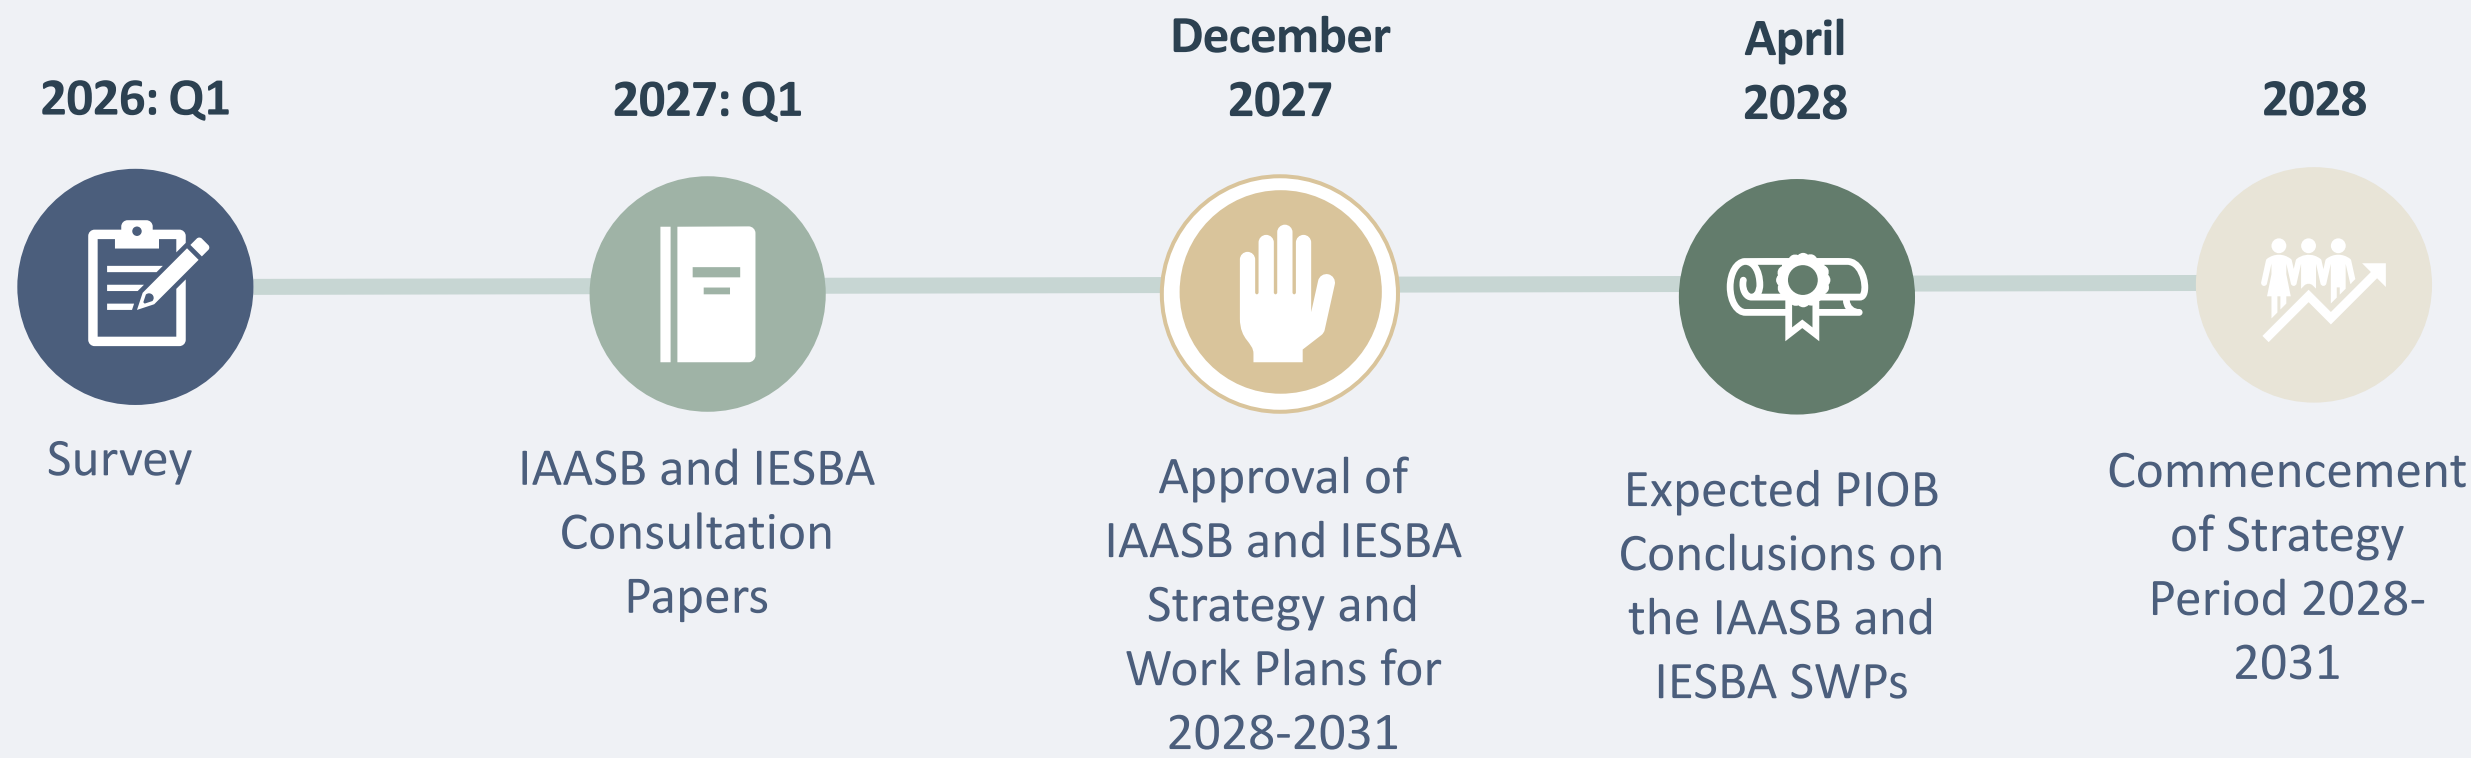 2026: Q1
Survey
2027: Q1
IAASB and IESBA
Consultation
Papers
December
2027
Approval of
IAASB and IESBA
Strategy and
Work Plans for
2028-2031
April
2028
Expected PIOB
Conclusions on
the IAASB and
IESBA SWPs
2028
Commencement
of Strategy
Period 2028-
2031